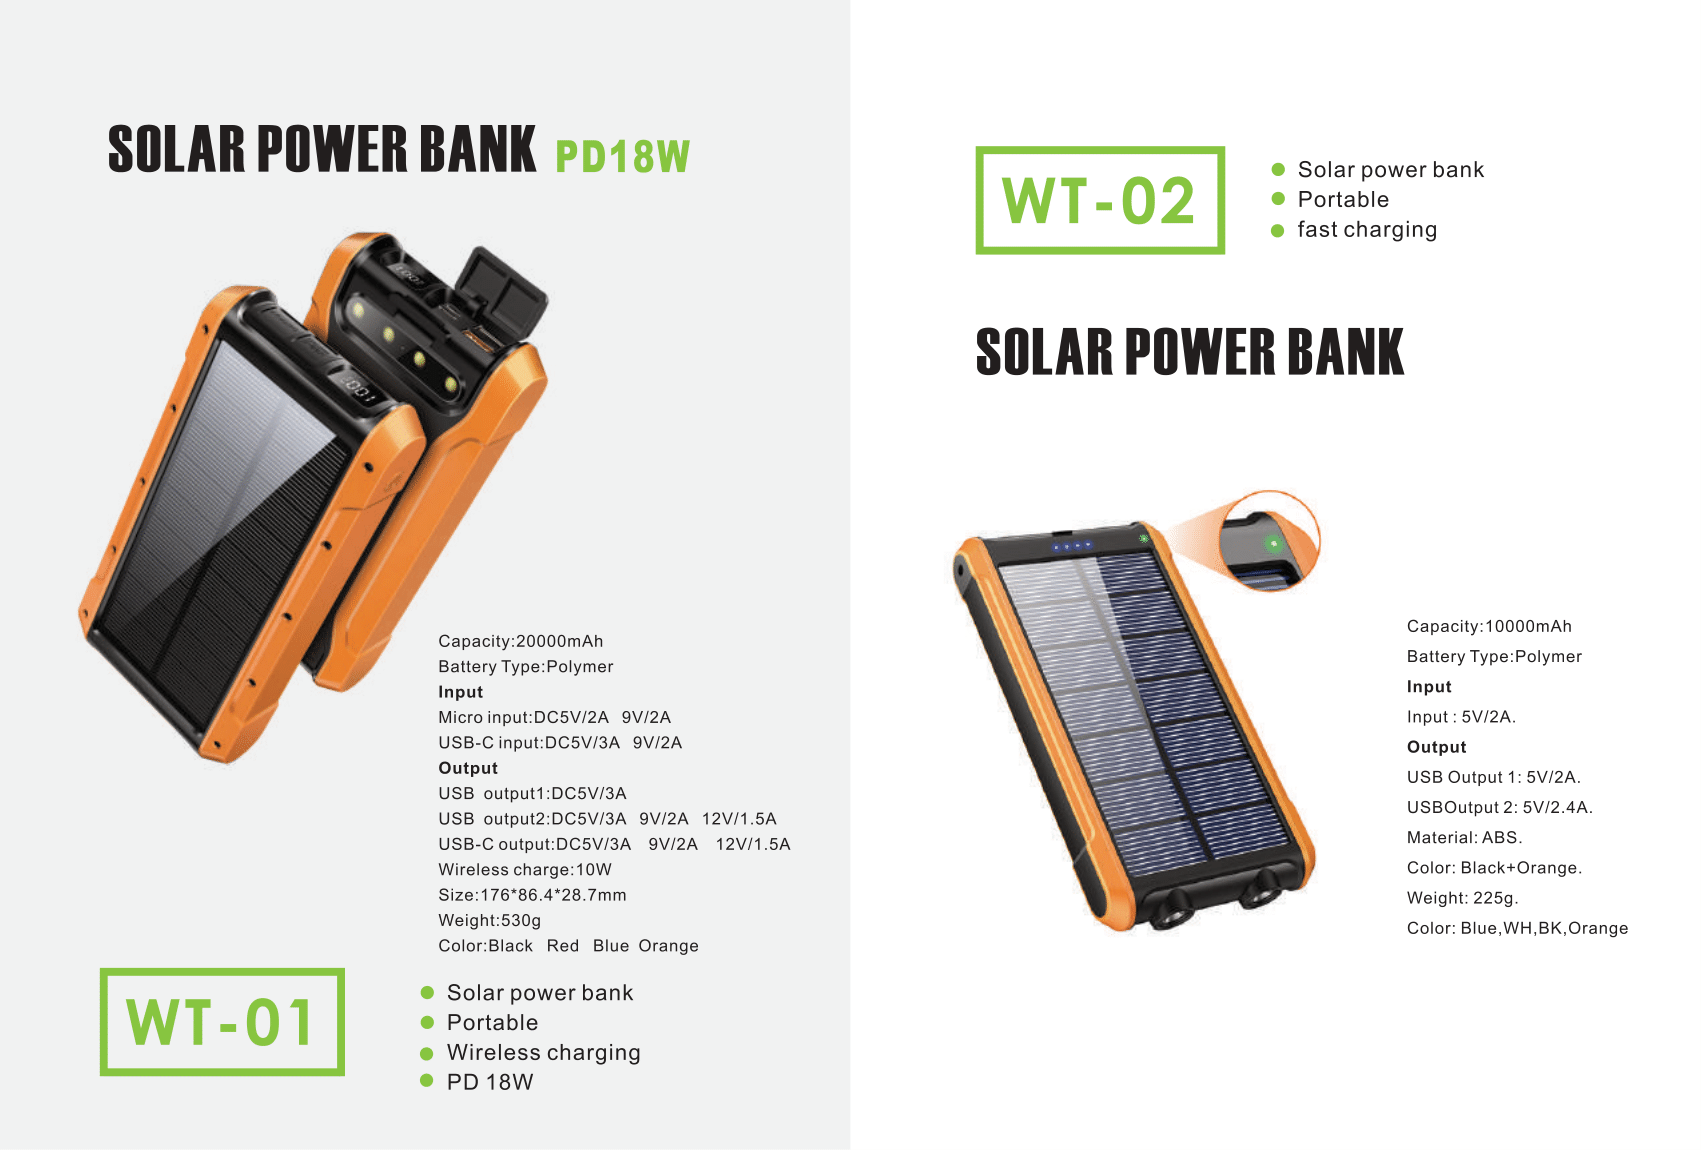 SOLAR POWER BANK PD18W
Capacity:20000mAh
Battery Type:Polymer
Input
Micro input:DC5V/2A 9V/2A
USB-C input:DC5V/3A 9V/2A
Output
USB output1:DC5V/3A
USB output2:DC5V/3A 9V/2A 12V/1.5A
USB-C output:DC5V/3A 9V/2A 12V/1.5A
Wireless charge:10W
Size:176*86.4*28.7mm
Weight:530g
Color:Black Red Blue Orange
WT-01
Solar power bank
Portable
Wireless charging
PD 18W
WT-02
Solar power bank
Portable
fast charging
SOLAR POWER BANK
Capacity:10000mAh
Battery Type:Polymer
Input
Input : 5V/2A.
Output
USB Output 1: 5V/2A.
USBOutput 2: 5V/2.4A.
Material: ABS.
Color: Black+Orange.
Weight: 225g.
Color: Blue,WH,BK,Orange